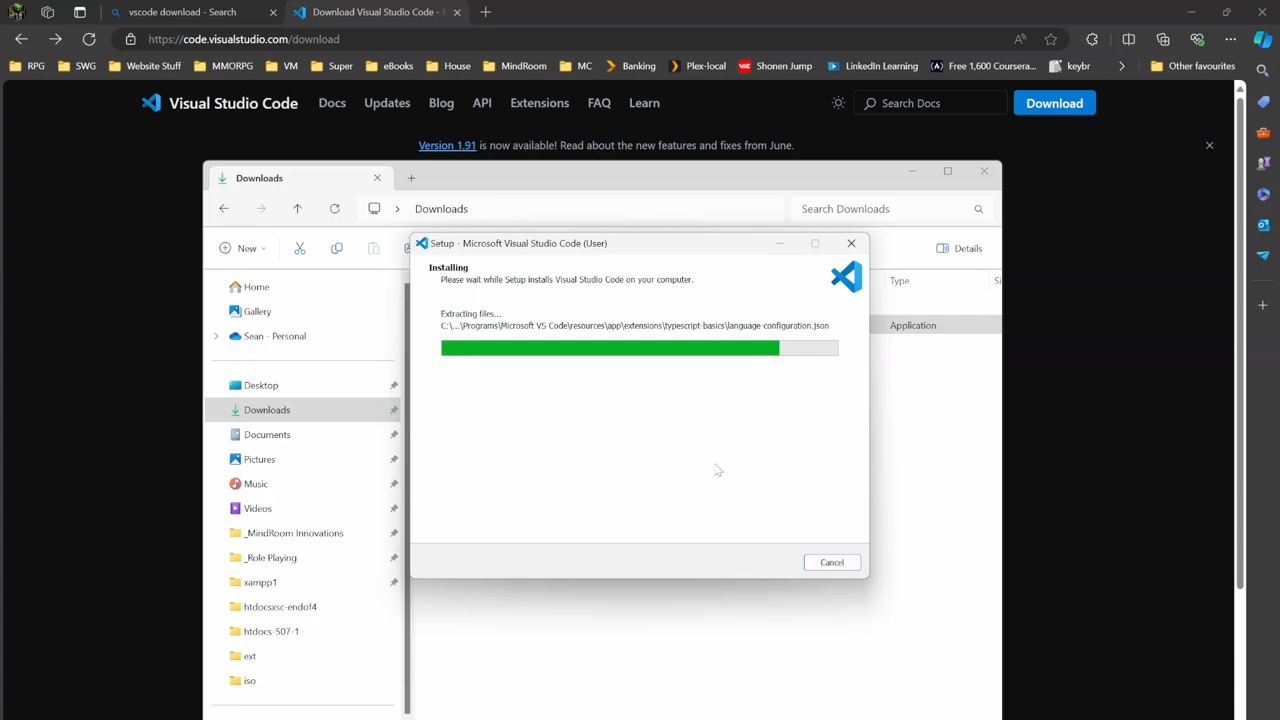 vscode download - Search
Download Visual Studio Code -
https://code.visualstudio.com/download
RPG
SWG
Website Stuff
MMORPG
VM
Super
eBooks
House
MindRoom
MC
Banking
Plex-local
Shonen Jump
LinkedIn Learning
Free 1,600 Coursera...
keybr
Other favourites
Visual Studio Code
Docs
Updates
Blog
API
Extensions
FAQ
Learn
Search Docs
Download
Version 1.91 is now available! Read about the new features and fixes from June.
Downloads
Downloads
Search Downloads
New
Details
Setup - Microsoft Visual Studio Code (User)
Installing
Please wait while Setup installs Visual Studio Code on your computer.
Extracting files...
C:\...\Programs\Microsoft VS Code\resources\app\extensions\typescript-basics\language-configuration.json
Cancel
Type
Application
Home
Gallery
Sean - Personal
Desktop
Downloads
Documents
Pictures
Music
Videos
_MindRoom Innovations
_Role Playing
xampp1
htdocsxsc-endof4
htdocs-507-1
ext
iso